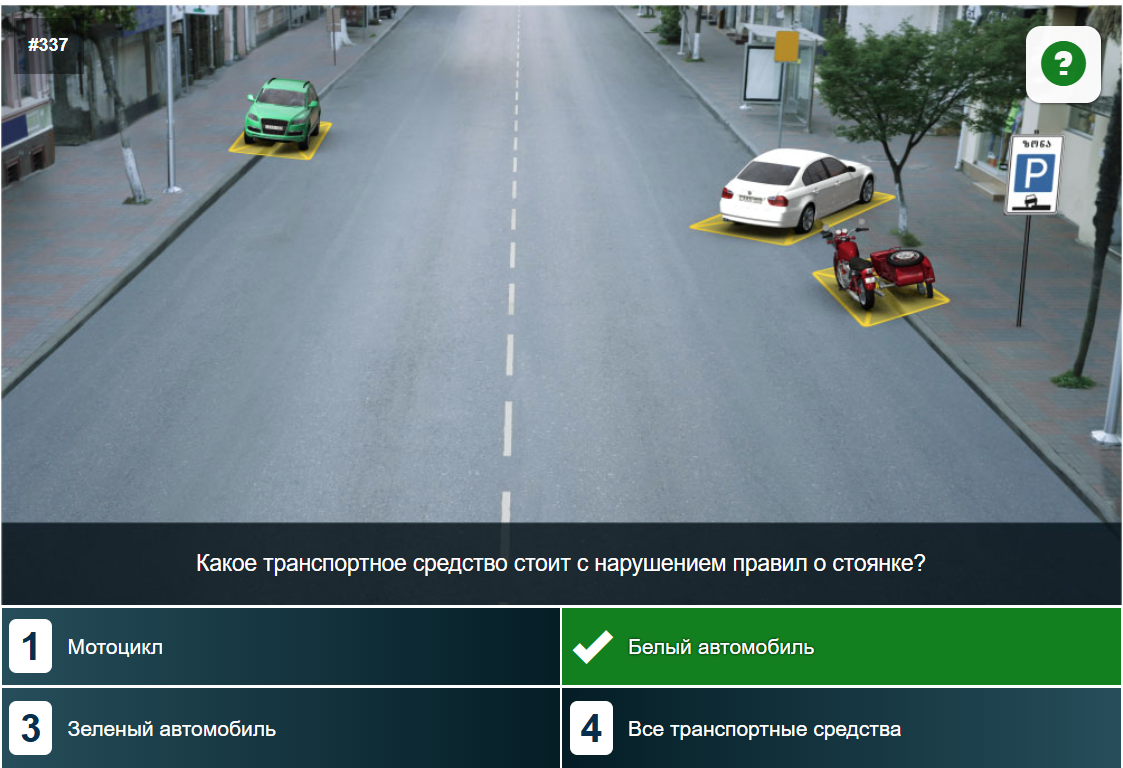 #337
?
ზონა
P
Какое транспортное средство стоит с нарушением правил о стоянке?
1 Мотоцикл
Белый автомобиль
3 Зеленый автомобиль
4 Все транспортные средства